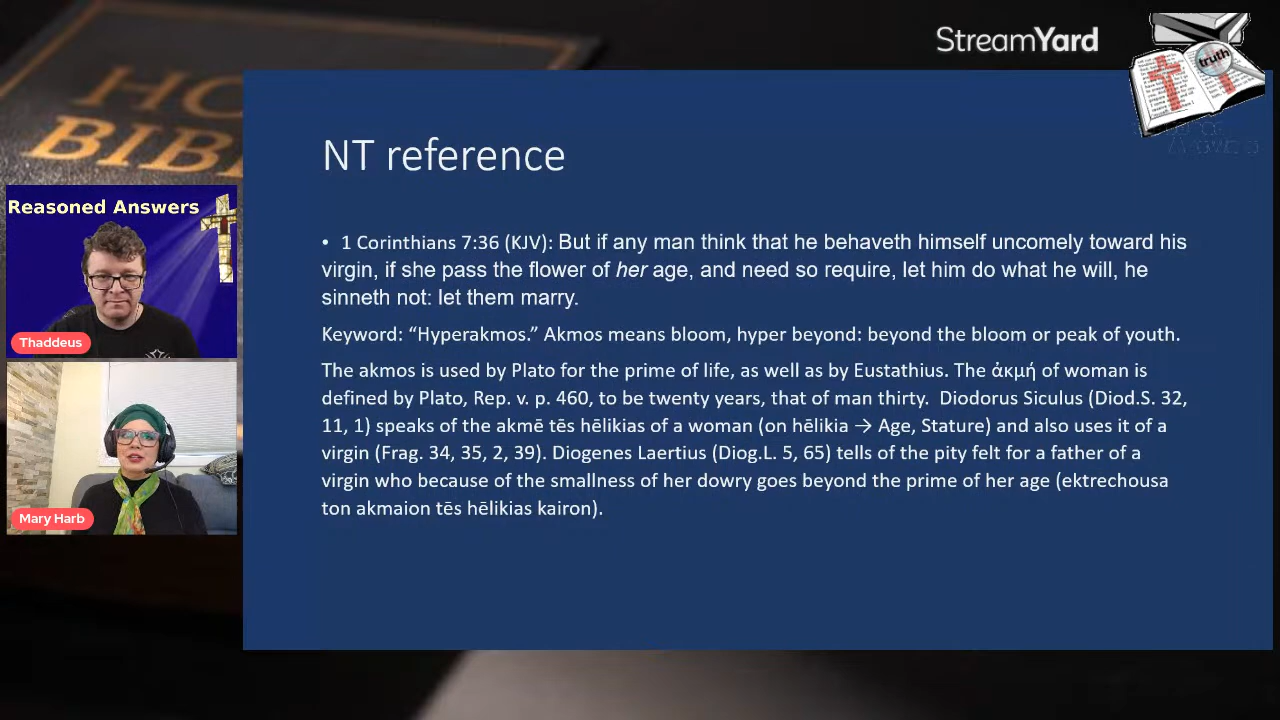 StreamYard
HO
BIB
truth
NT reference
Reasoned Answers
• 1 Corinthians 7:36 (KJV): But if any man think that he behaveth himself uncomely toward his
virgin, if she pass the flower of her age, and need so require, let him do what he will, he
sinneth not: let them marry.
Keyword: “Hyperakmos.” Akmos means bloom, hyper beyond: beyond the bloom or peak of youth.
The akmos is used by Plato for the prime of life, as well as by Eustathius. The ἀκμή of woman is
defined by Plato, Rep. v. p. 460, to be twenty years, that of man thirty. Diodorus Siculus (Diod.S. 32,
11, 1) speaks of the akmē tēs hēlikias of a woman (on hēlikia → Age, Stature) and also uses it of a
virgin (Frag. 34, 35, 2, 39). Diogenes Laertius (Diog.L. 5, 65) tells of the pity felt for a father of a
virgin who because of the smallness of her dowry goes beyond the prime of her age (ektrechousa
ton akmaion tēs hēlikias kairon).
Thaddeus
Mary Harb